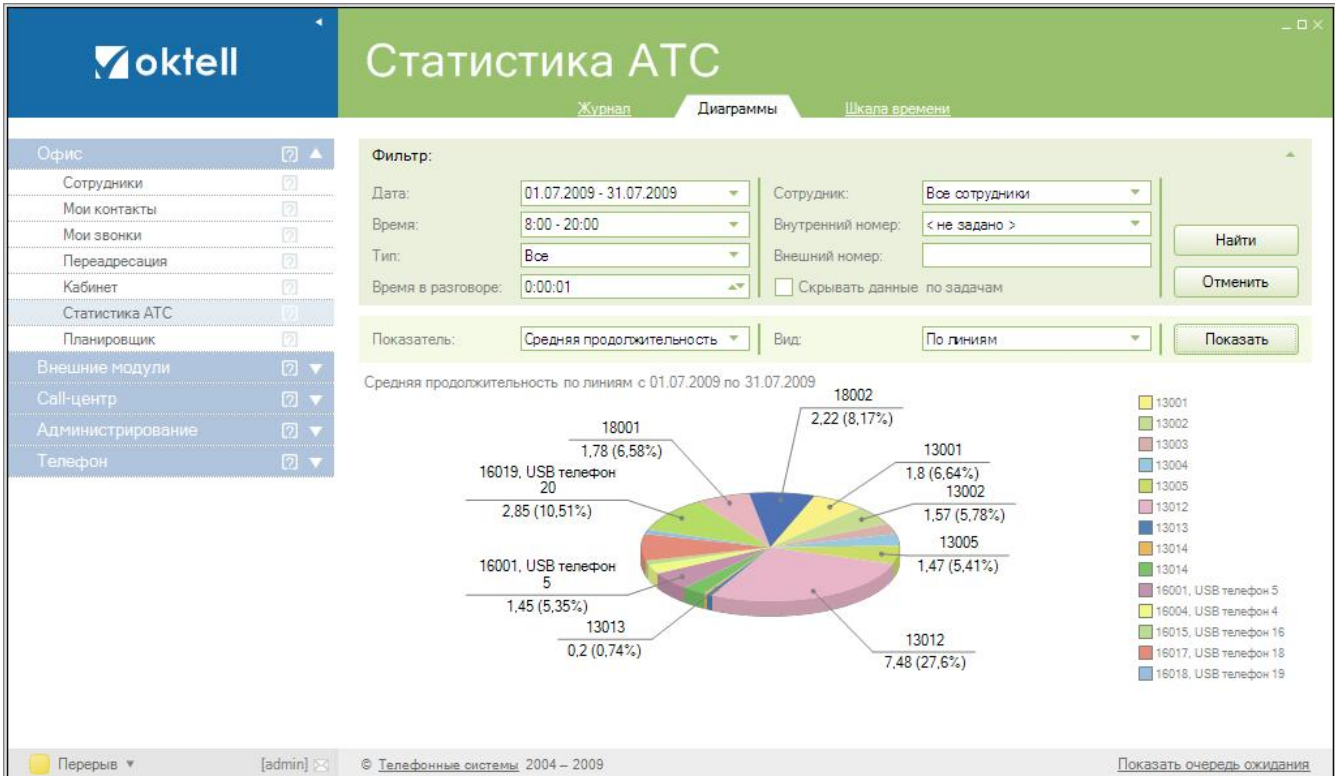 oktell
Статистика АТС
Журнал Диаграммы Шкала времени
Офис
Сотрудники
Мои контакты
Мои звонки
Переадресация
Кабинет
Статистика АТС
Планировщик
Внешние модули
Call-центр
Администрирование
Телефон
Фильтр:
Дата: 01.07.2009 - 31.07.2009 Сотрудник: Все сотрудники
Время: 8:00 - 20:00 Внутренний номер: < не задано >
Найти
Тип: Все Внешний номер:
Время в разговоре: 0:00:01 Скрывать данные по задачам
Отменить
Показатель: Средняя продолжительность Вид: По линиям Показать
Средняя продолжительность по линиям с 01.07.2009 по 31.07.2009
18002
2,22 (8,17%)
18001
1,78 (6,58%)
13001
1,8 (6,64%)
16019, USB телефон
20
2,85 (10,51%)
13002
1,57 (5,78%)
13005
1,47 (5,41%)
16001, USB телефон
5
1,45 (5,35%)
13013
0,2 (0,74%)
13012
7,48 (27,6%)
13001
13002
13003
13004
13005
13012
13013
13014
13014
16001, USB телефон 5
16004, USB телефон 4
16015, USB телефон 16
16017, USB телефон 18
16018, USB телефон 19
Перерыв [admin] © Телефонные системы 2004 – 2009 Показать очередь ожидания